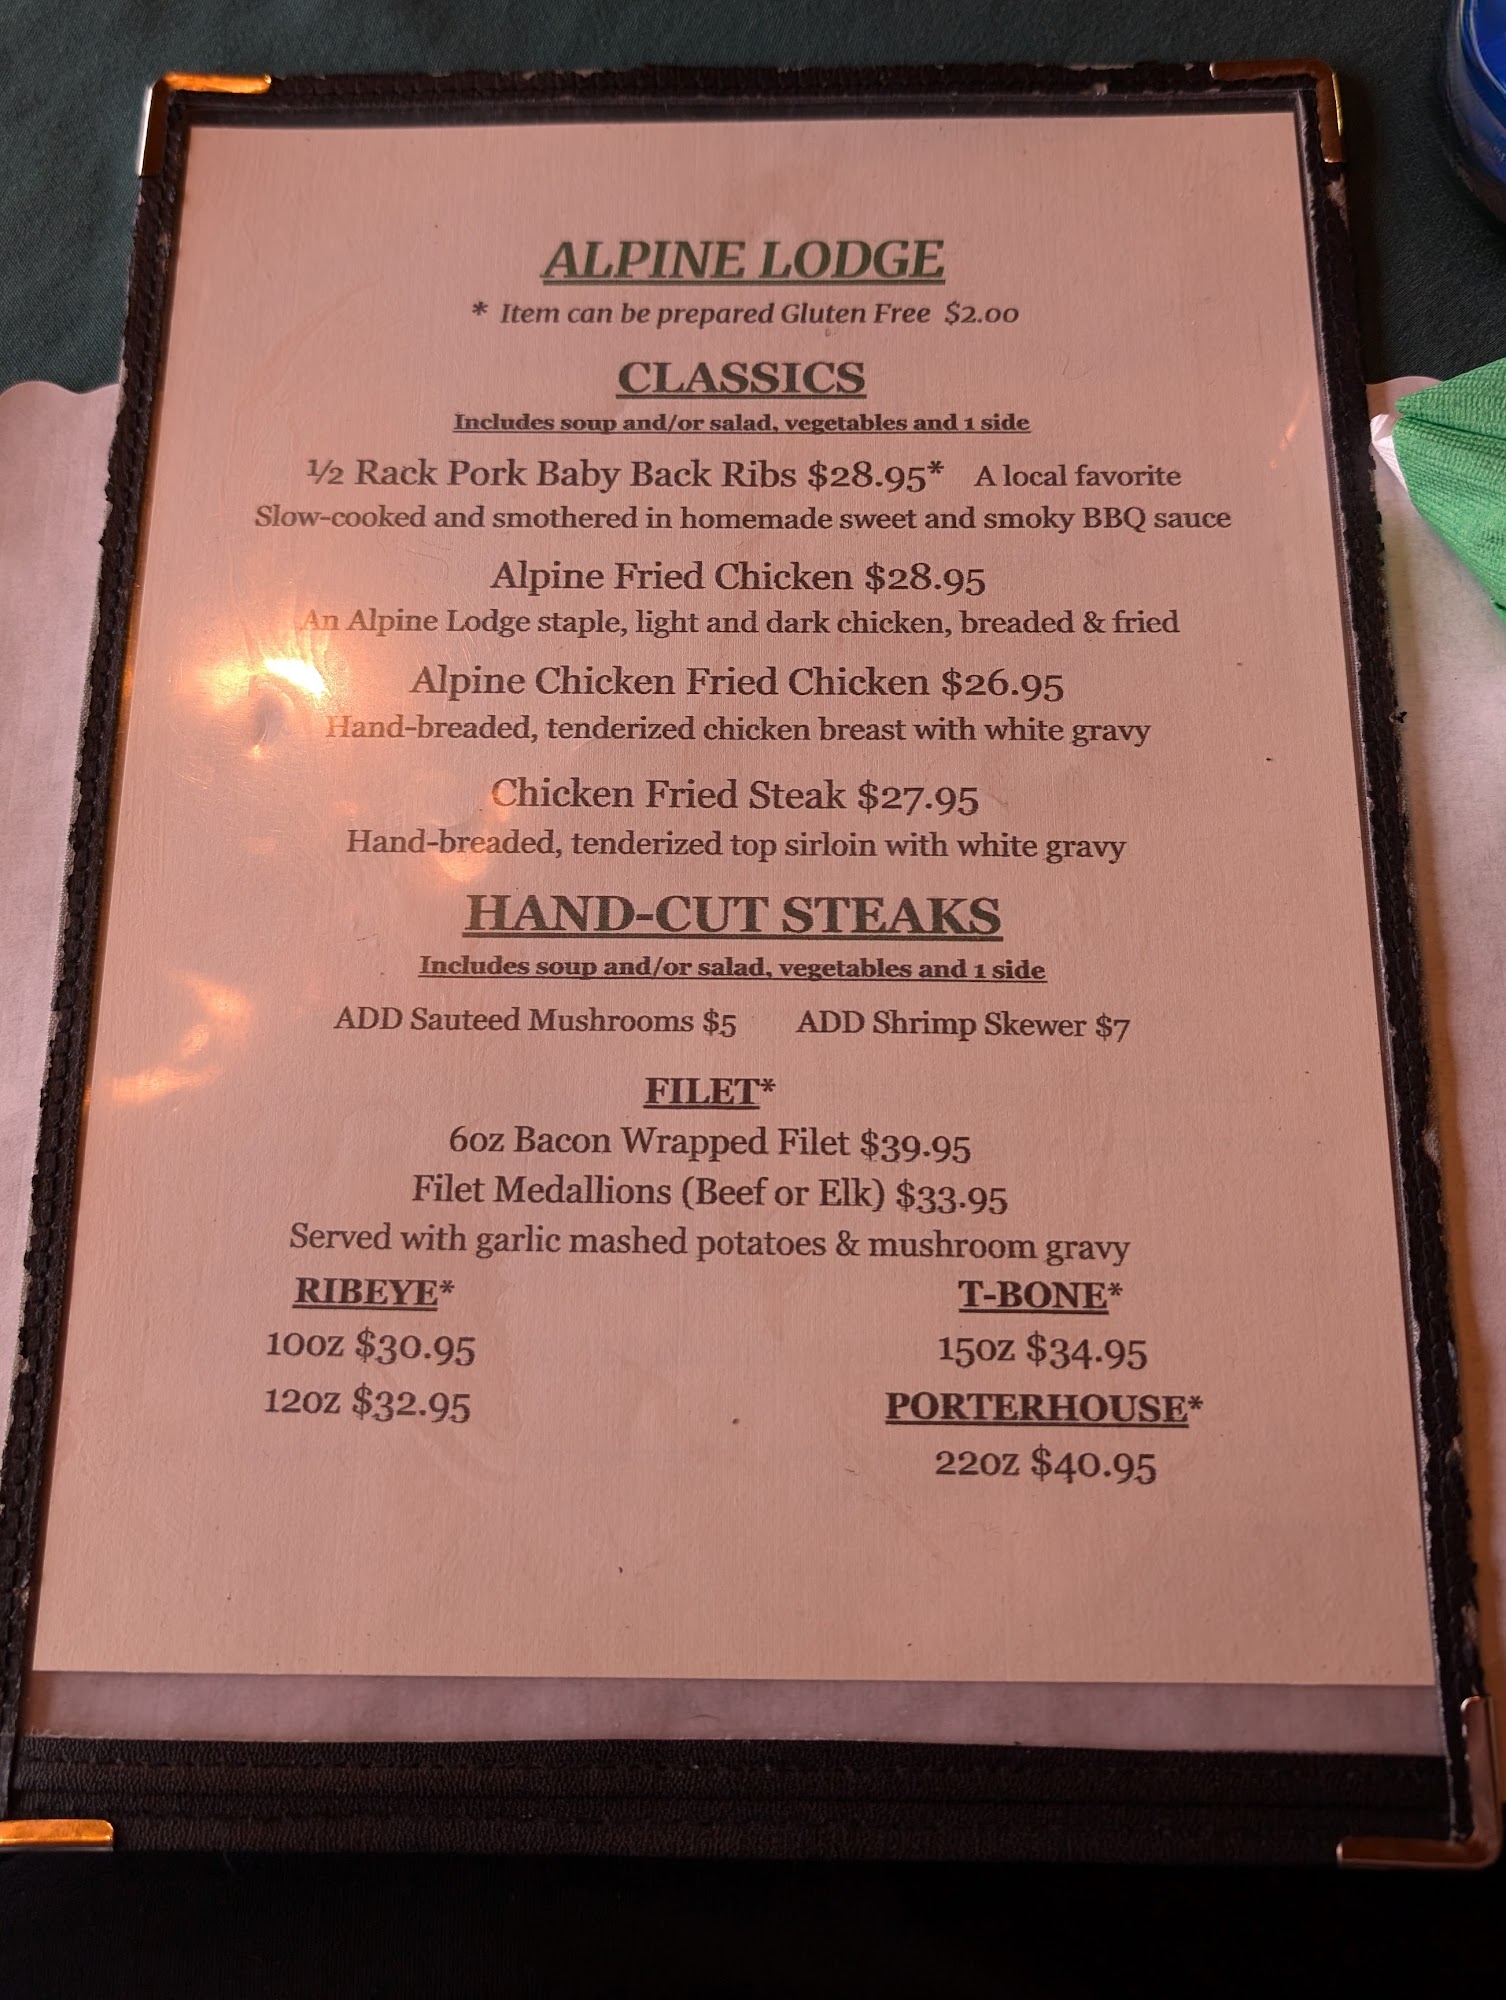 ALPINE LODGE
* Item can be prepared Gluten Free $2.00
CLASSICS
Includes soup and/or salad, vegetables and 1 side
½ Rack Pork Baby Back Ribs $28.95* A local favorite
Slow-cooked and smothered in homemade sweet and smoky BBQ sauce
Alpine Fried Chicken $28.95
An Alpine Lodge staple, light and dark chicken, breaded & fried
Alpine Chicken Fried Chicken $26.95
Hand-breaded, tenderized chicken breast with white gravy
Chicken Fried Steak $27.95
Hand-breaded, tenderized top sirloin with white gravy
HAND-CUT STEAKS
Includes soup and/or salad, vegetables and 1 side
ADD Sauteed Mushrooms $5 ADD Shrimp Skewer $7
FILET*
6oz Bacon Wrapped Filet $39.95
Filet Medallions (Beef or Elk) $33.95
Served with garlic mashed potatoes & mushroom gravy
RIBEYE*
10oz $30.95
12oz $32.95
T-BONE*
15oz $34.95
PORTERHOUSE*
22oz $40.95